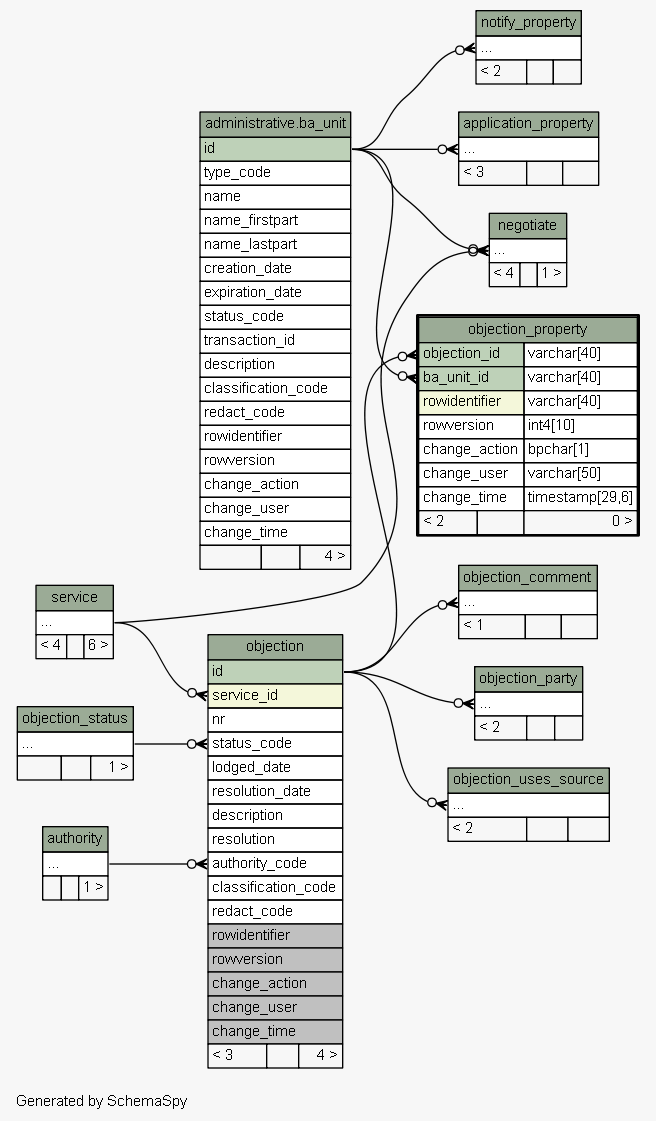 notify_property
...
< 2
administrative.ba_unit
id
type_code
name
name_firstpart
name_lastpart
creation_date
expiration_date
status_code
transaction_id
description
classification_code
redact_code
rowidentifier
rowversion
change_action
change_user
change_time
4 >
application_property
...
< 3
negotiate
...
< 4 1 >
objection_property
objection_id varchar[40]
ba_unit_id varchar[40]
rowidentifier varchar[40]
rowversion int4[10]
change_action bpchar[1]
change_user varchar[50]
change_time timestamp[29,6]
< 2 0 >
service
...
< 4 6 >
objection_status
...
1 >
authority
...
1 >
objection
id
service_id
nr
status_code
lodged_date
resolution_date
description
resolution
authority_code
classification_code
redact_code
rowidentifier
rowversion
change_action
change_user
change_time
< 3 4 >
objection_comment
...
< 1
objection_party
...
< 2
objection_uses_source
...
< 2
Generated by SchemaSpy